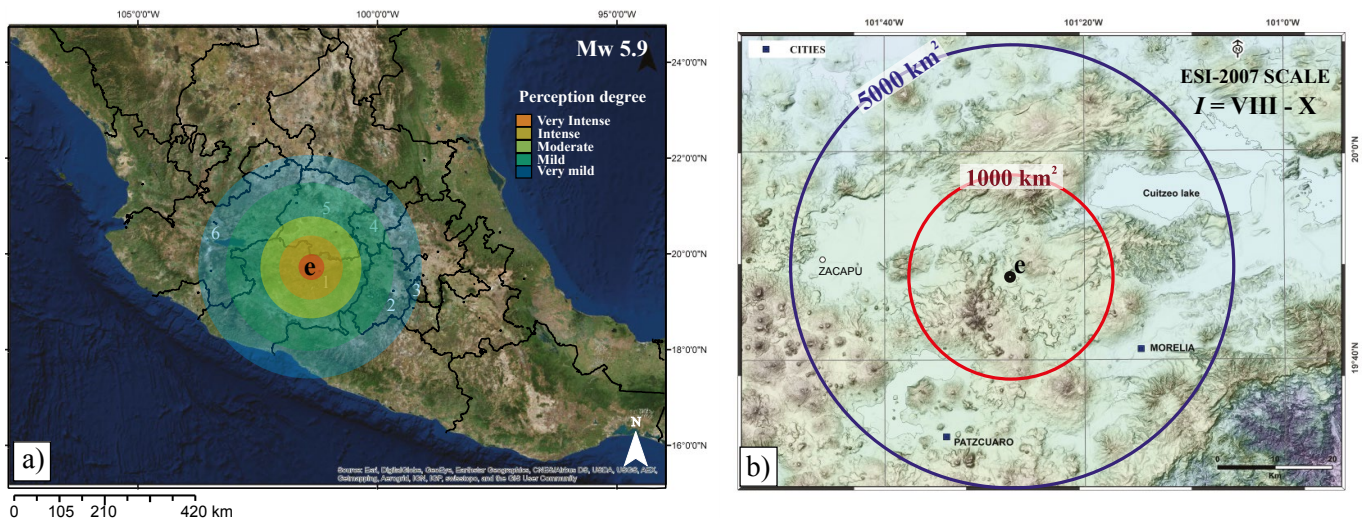 105°0'0"W
100°0'0"W
95°0'0"W
Mw 5.9
24°0'0"N
Perception degree
Very Intense
Intense
Moderate
Mild
Very mild
22°0'0"N
5
4
6
20°0'0"N
e
1
2
3
18°0'0"N
N
16°0'0"N
a)
Source: Esri, DigitalGlobe, GeoEye, Earthstar Geographics, CNES/Airbus DS, USDA, USGS, AEX,
Getmapping, Aerogrid, IGN, IGP, swisstopo, and the GIS User Community
0 105 210 420 km
101°40'W
101°20'W
101°0'W
CITIES
5000 km²
ESI-2007 SCALE
I = VIII - X
20°0'N
1000 km²
Cuitzeo lake
ZACAPU
e
MORELIA
19°40'N
PATZCUARO
b)
0 10 20
Km